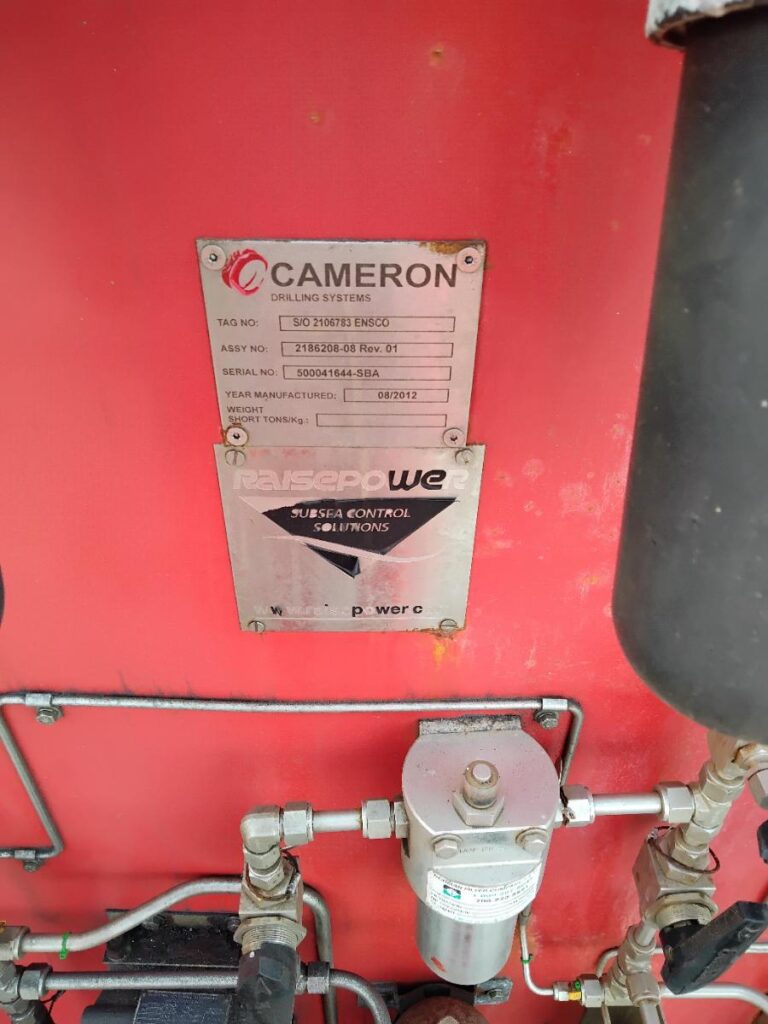 CAMERON
DRILLING SYSTEMS
TAG NO: S/O 2106783 ENSCO
ASSY NO: 2186208-08 Rev. 01
SERIAL NO: 500041644-SBA
YEAR MANUFACTURED: 08/2012
WEIGHT
SHORT TONS/Kg.:
RAISEPOWER
SUBSEA CONTROL
SOLUTIONS
power c